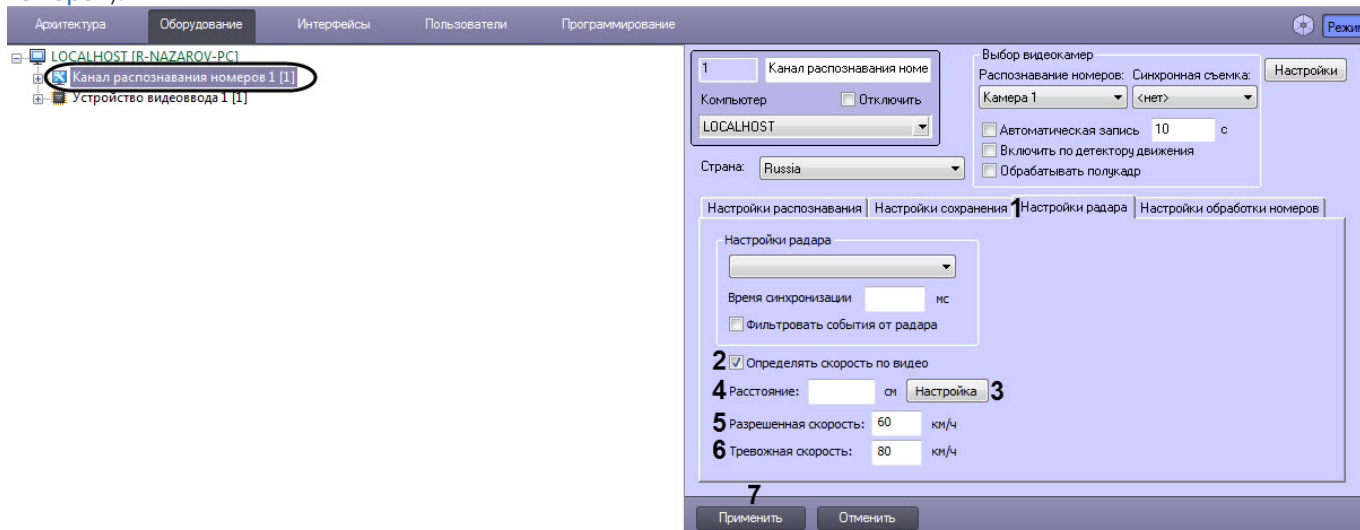 Архитектура Оборудование Интерфейсы Пользователи Программирование
LOCALHOST [R-NAZAROV-PC]
Канал распознавания номеров 1 [1]
Устройство видеоввода 1 [1]
1 Канал распознавания номе
Компьютер Отключить
LOCALHOST
Страна: Russia
Выбор видеокамер
Распознавание номеров: Синхронная съемка:
Камера 1 <нет>
Автоматическая запись 10 с
Включить по детектору движения
Обрабатывать полукадр
Настройки
Настройки распознавания Настройки сохранения 1 Настройки радара Настройки обработки номеров
Настройки радара
Время синхронизации мс
Фильтровать события от радара
2 Определять скорость по видео
4 Расстояние: см Настройка 3
5 Разрешенная скорость: 60 км/ч
6 Тревожная скорость: 80 км/ч
7
Применить Отменить